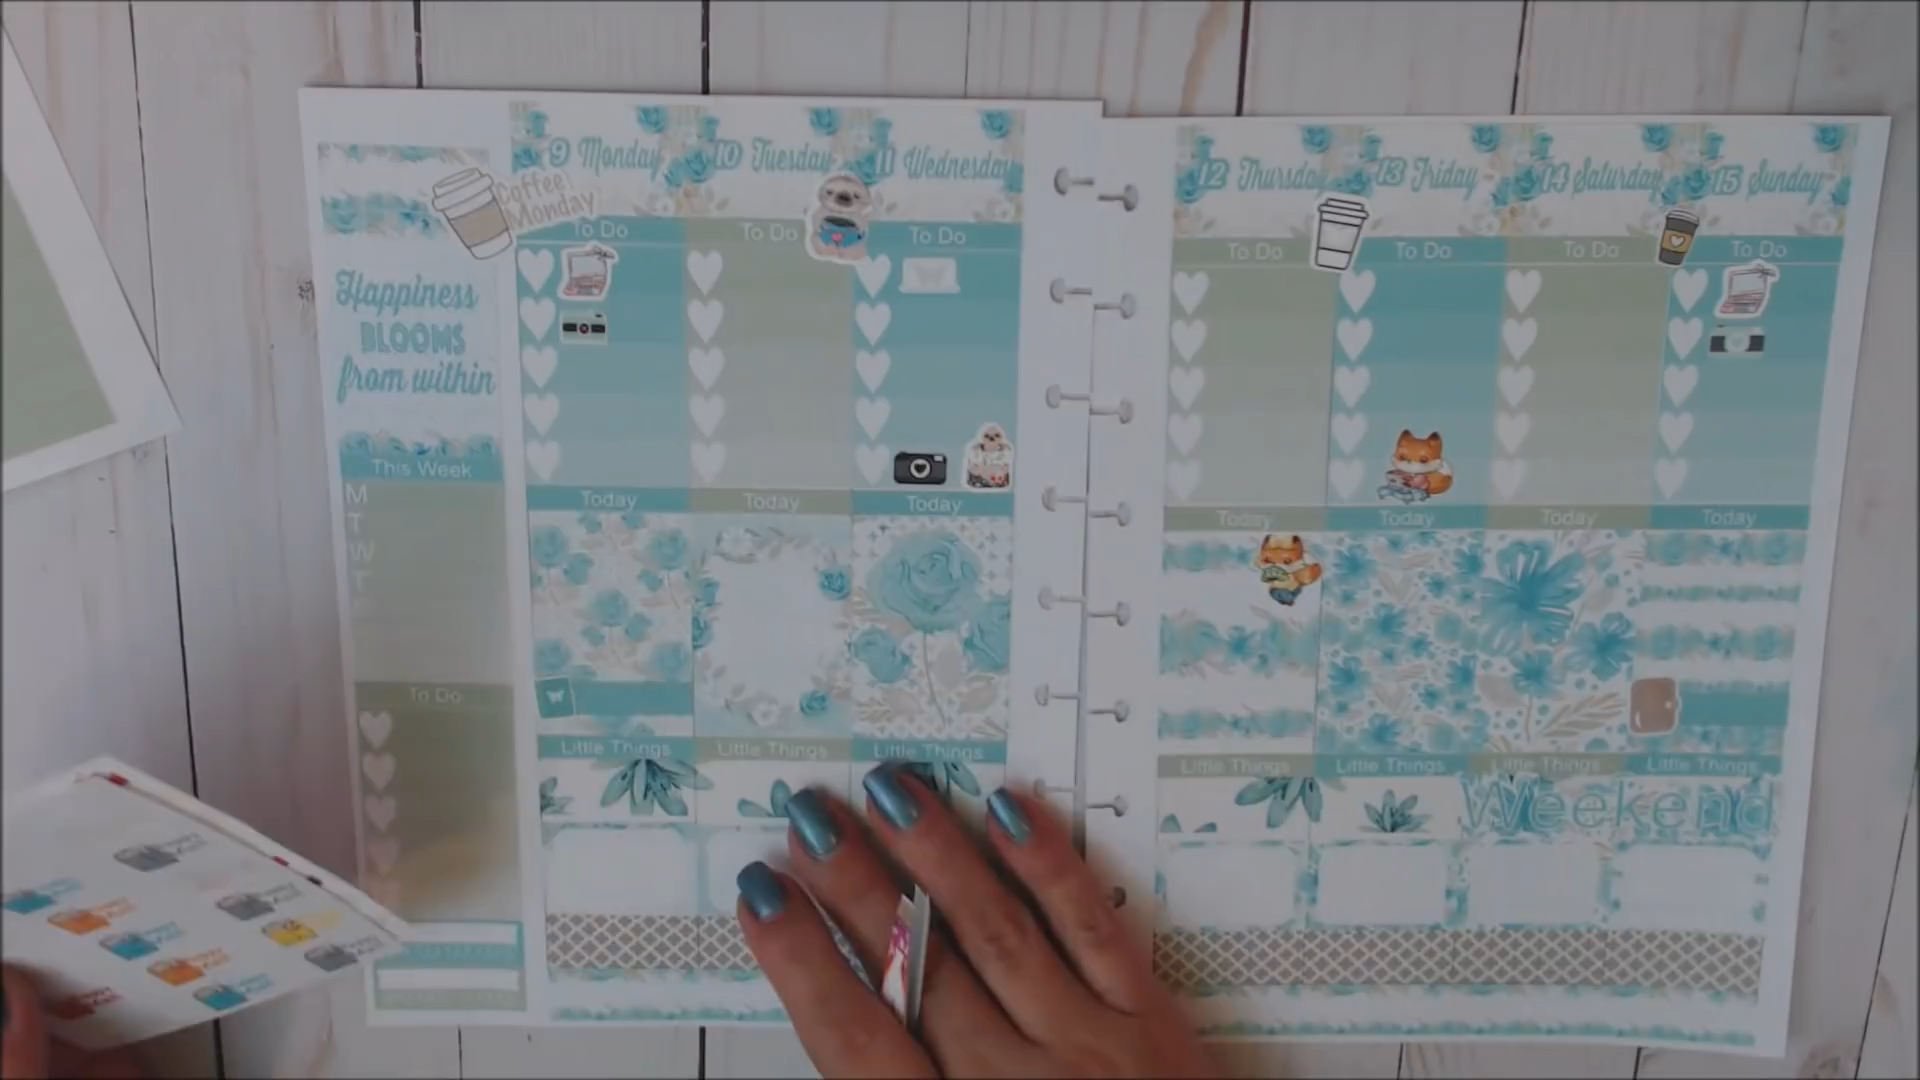 9 Monday
10 Tuesday
11 Wednesday
12 Thursday
13 Friday
14 Saturday
15 Sunday
Coffee
Monday
To Do
To Do
To Do
To Do
To Do
To Do
To Do
Happiness
BLOOMS
from within
This Week
M
T
W
T
Today
Today
Today
Today
Today
Today
Today
To Do
Little Things
Little Things
Little Things
Little Things
Little Things
Little Things
Little Things
Weekend